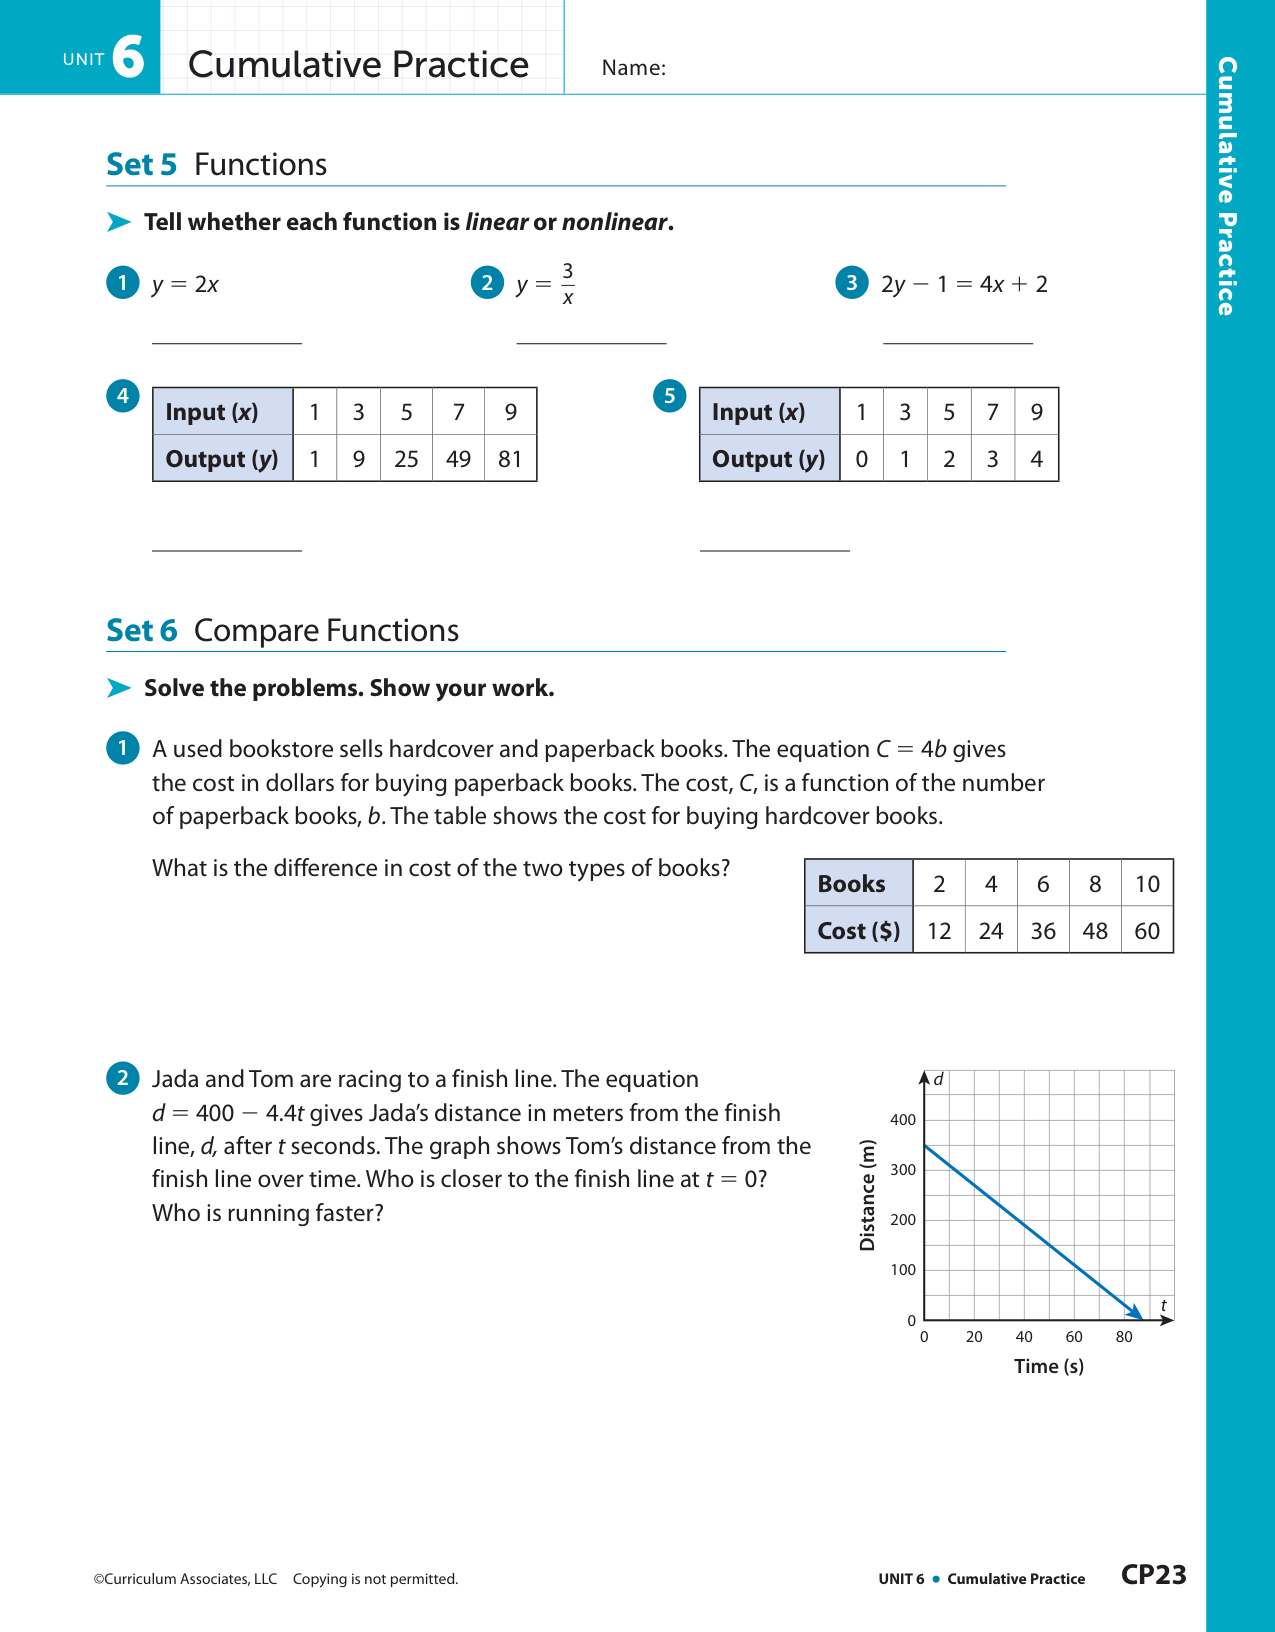 UNIT 6 Cumulative Practice Name:
Cumulative Practice
Set 5 Functions
➤ Tell whether each function is linear or nonlinear.
1 y = 2x 2 y = 3/x 3 2y − 1 = 4x + 2
4 5
Input (x) 1 3 5 7 9 Input (x) 1 3 5 7 9
Output (y) 1 9 25 49 81 Output (y) 0 1 2 3 4
Set 6 Compare Functions
➤ Solve the problems. Show your work.
1 A used bookstore sells hardcover and paperback books. The equation C = 4b gives
the cost in dollars for buying paperback books. The cost, C, is a function of the number
of paperback books, b. The table shows the cost for buying hardcover books.
What is the difference in cost of the two types of books?
Books 2 4 6 8 10
Cost ($) 12 24 36 48 60
2 Jada and Tom are racing to a finish line. The equation
d = 400 − 4.4t gives Jada's distance in meters from the finish
line, d, after t seconds. The graph shows Tom's distance from the
finish line over time. Who is closer to the finish line at t = 0?
Who is running faster?
d
400
300
200
100
0
Distance (m)
t
0 20 40 60 80
Time (s)
©Curriculum Associates, LLC Copying is not permitted. UNIT 6 • Cumulative Practice CP23